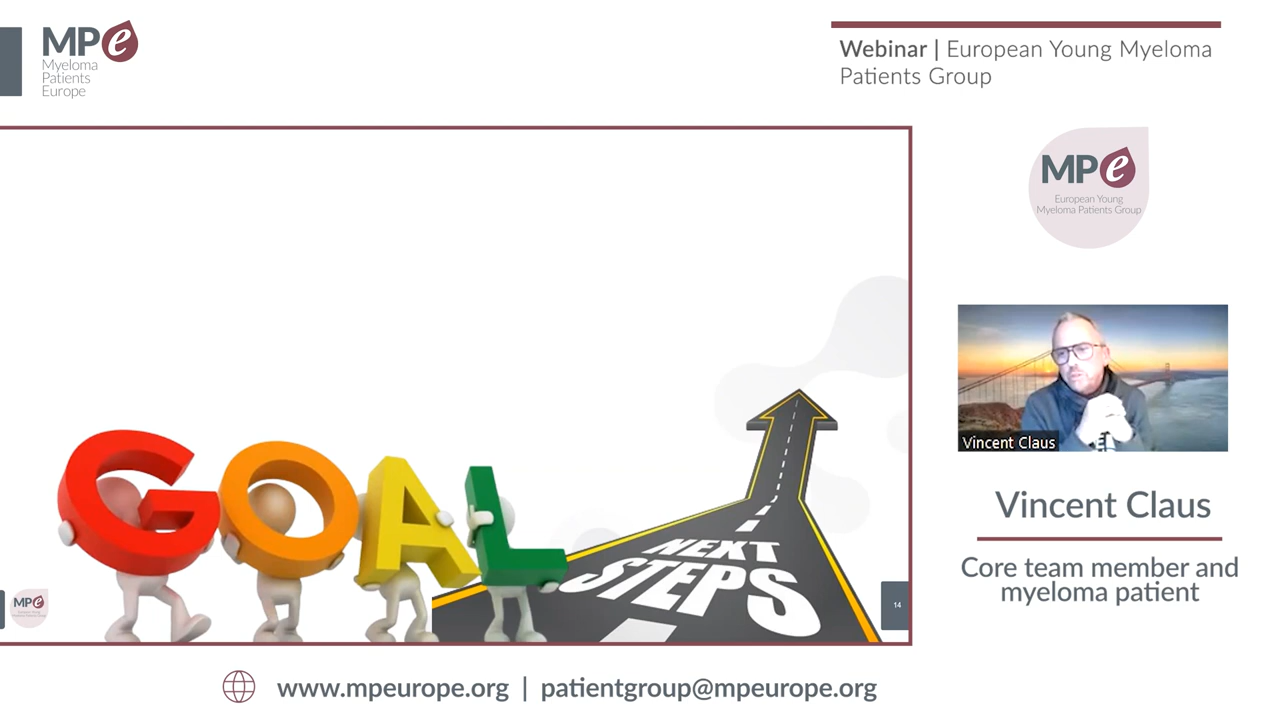 MPe
Myeloma
Patients
Europe
Webinar | European Young Myeloma
Patients Group
MPe
European Young
Myeloma Patients Group
GOAL
NEXT
STEPS
MPe
14
Vincent Claus
Vincent Claus
Core team member and
myeloma patient
www.mpeurope.org | patientgroup@mpeurope.org